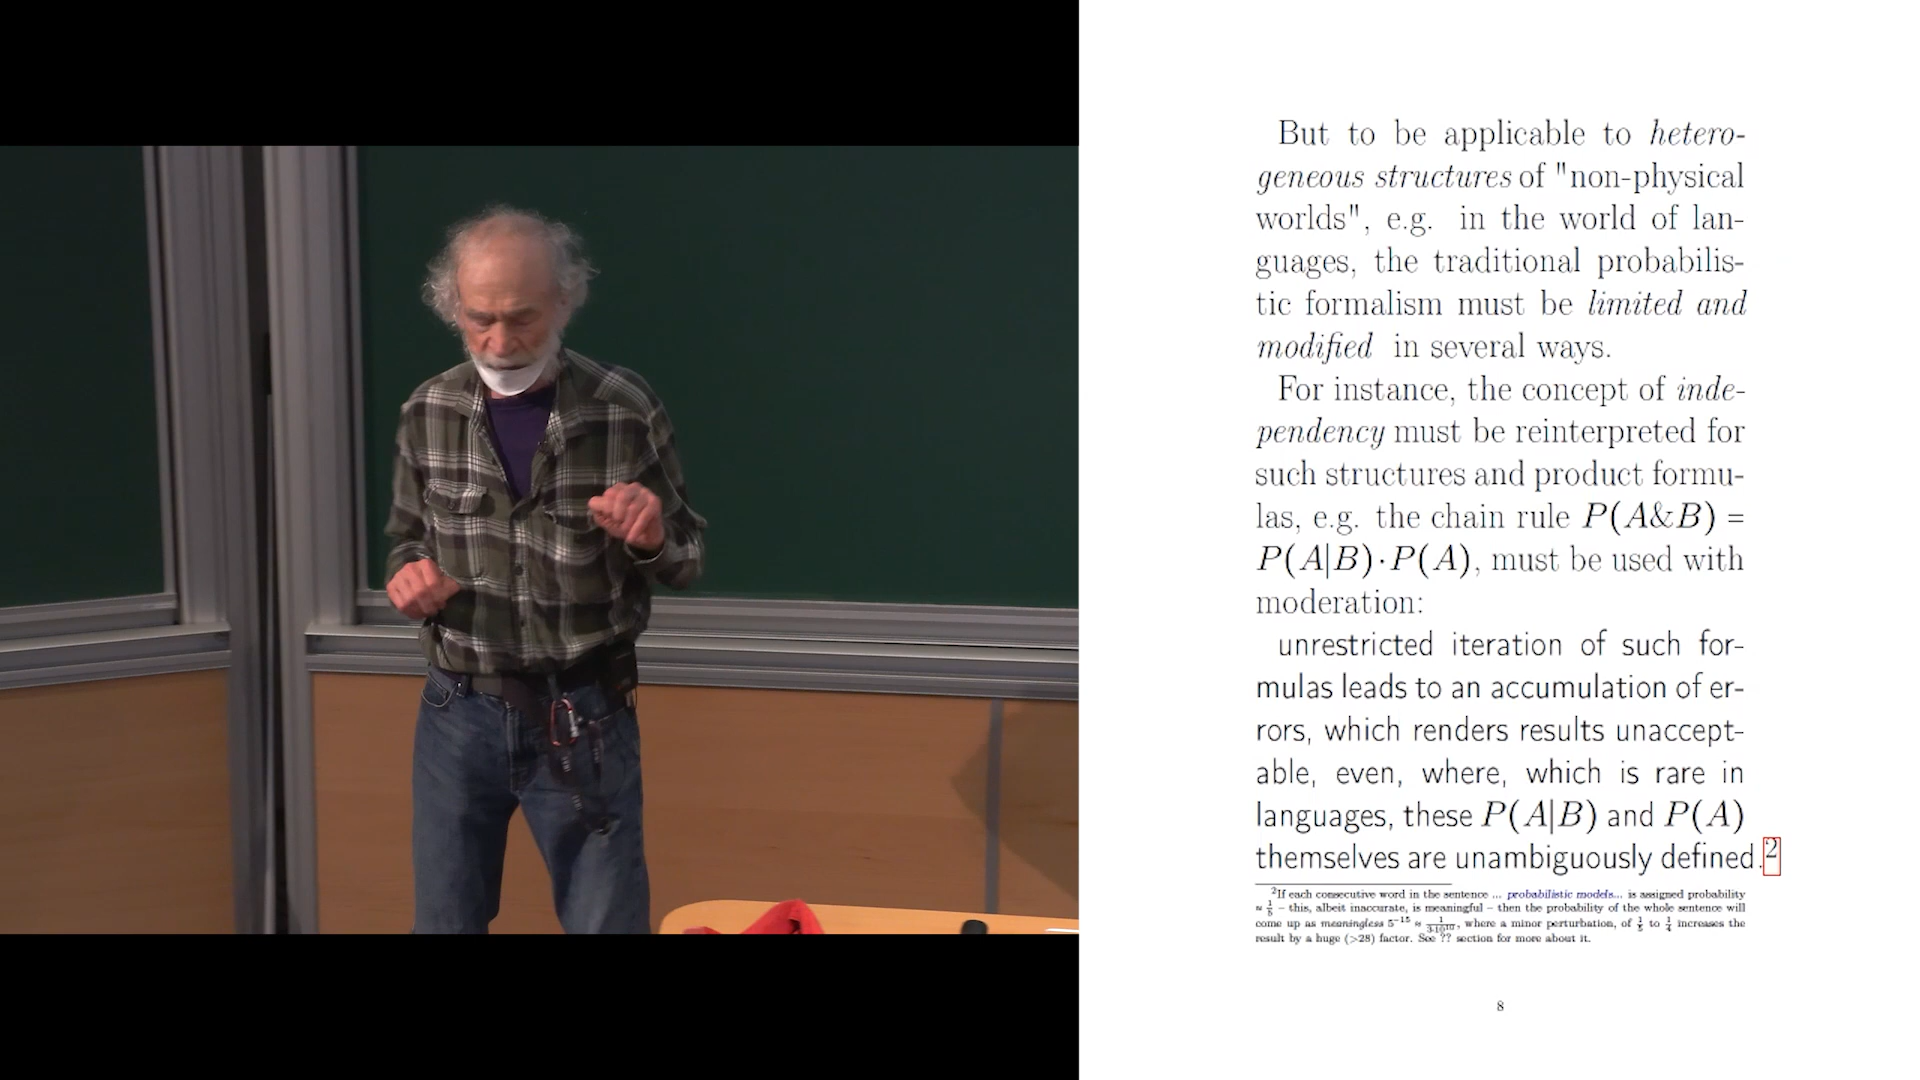 But to be applicable to hetero-
geneous structures of "non-physical
worlds", e.g. in the world of lan-
guages, the traditional probabilis-
tic formalism must be limited and
modified in several ways.
For instance, the concept of inde-
pendency must be reinterpreted for
such structures and product formu-
las, e.g. the chain rule P(A&B) =
P(A|B)·P(A), must be used with
moderation:
unrestricted iteration of such for-
mulas leads to an accumulation of er-
rors, which renders results unaccept-
able, even, where, which is rare in
languages, these P(A|B) and P(A)
themselves are unambiguously defined.2
2If each consecutive word in the sentence ... probabilistic models... is assigned probability
≈ 1/5 – this, albeit inaccurate, is meaningful – then the probability of the whole sentence will
come up as meaningless 5^-15 ≈ 1/3·10^10, where a minor perturbation, of 1/5 to 1/4 increases the
result by a huge (>28) factor. See ?? section for more about it.
8